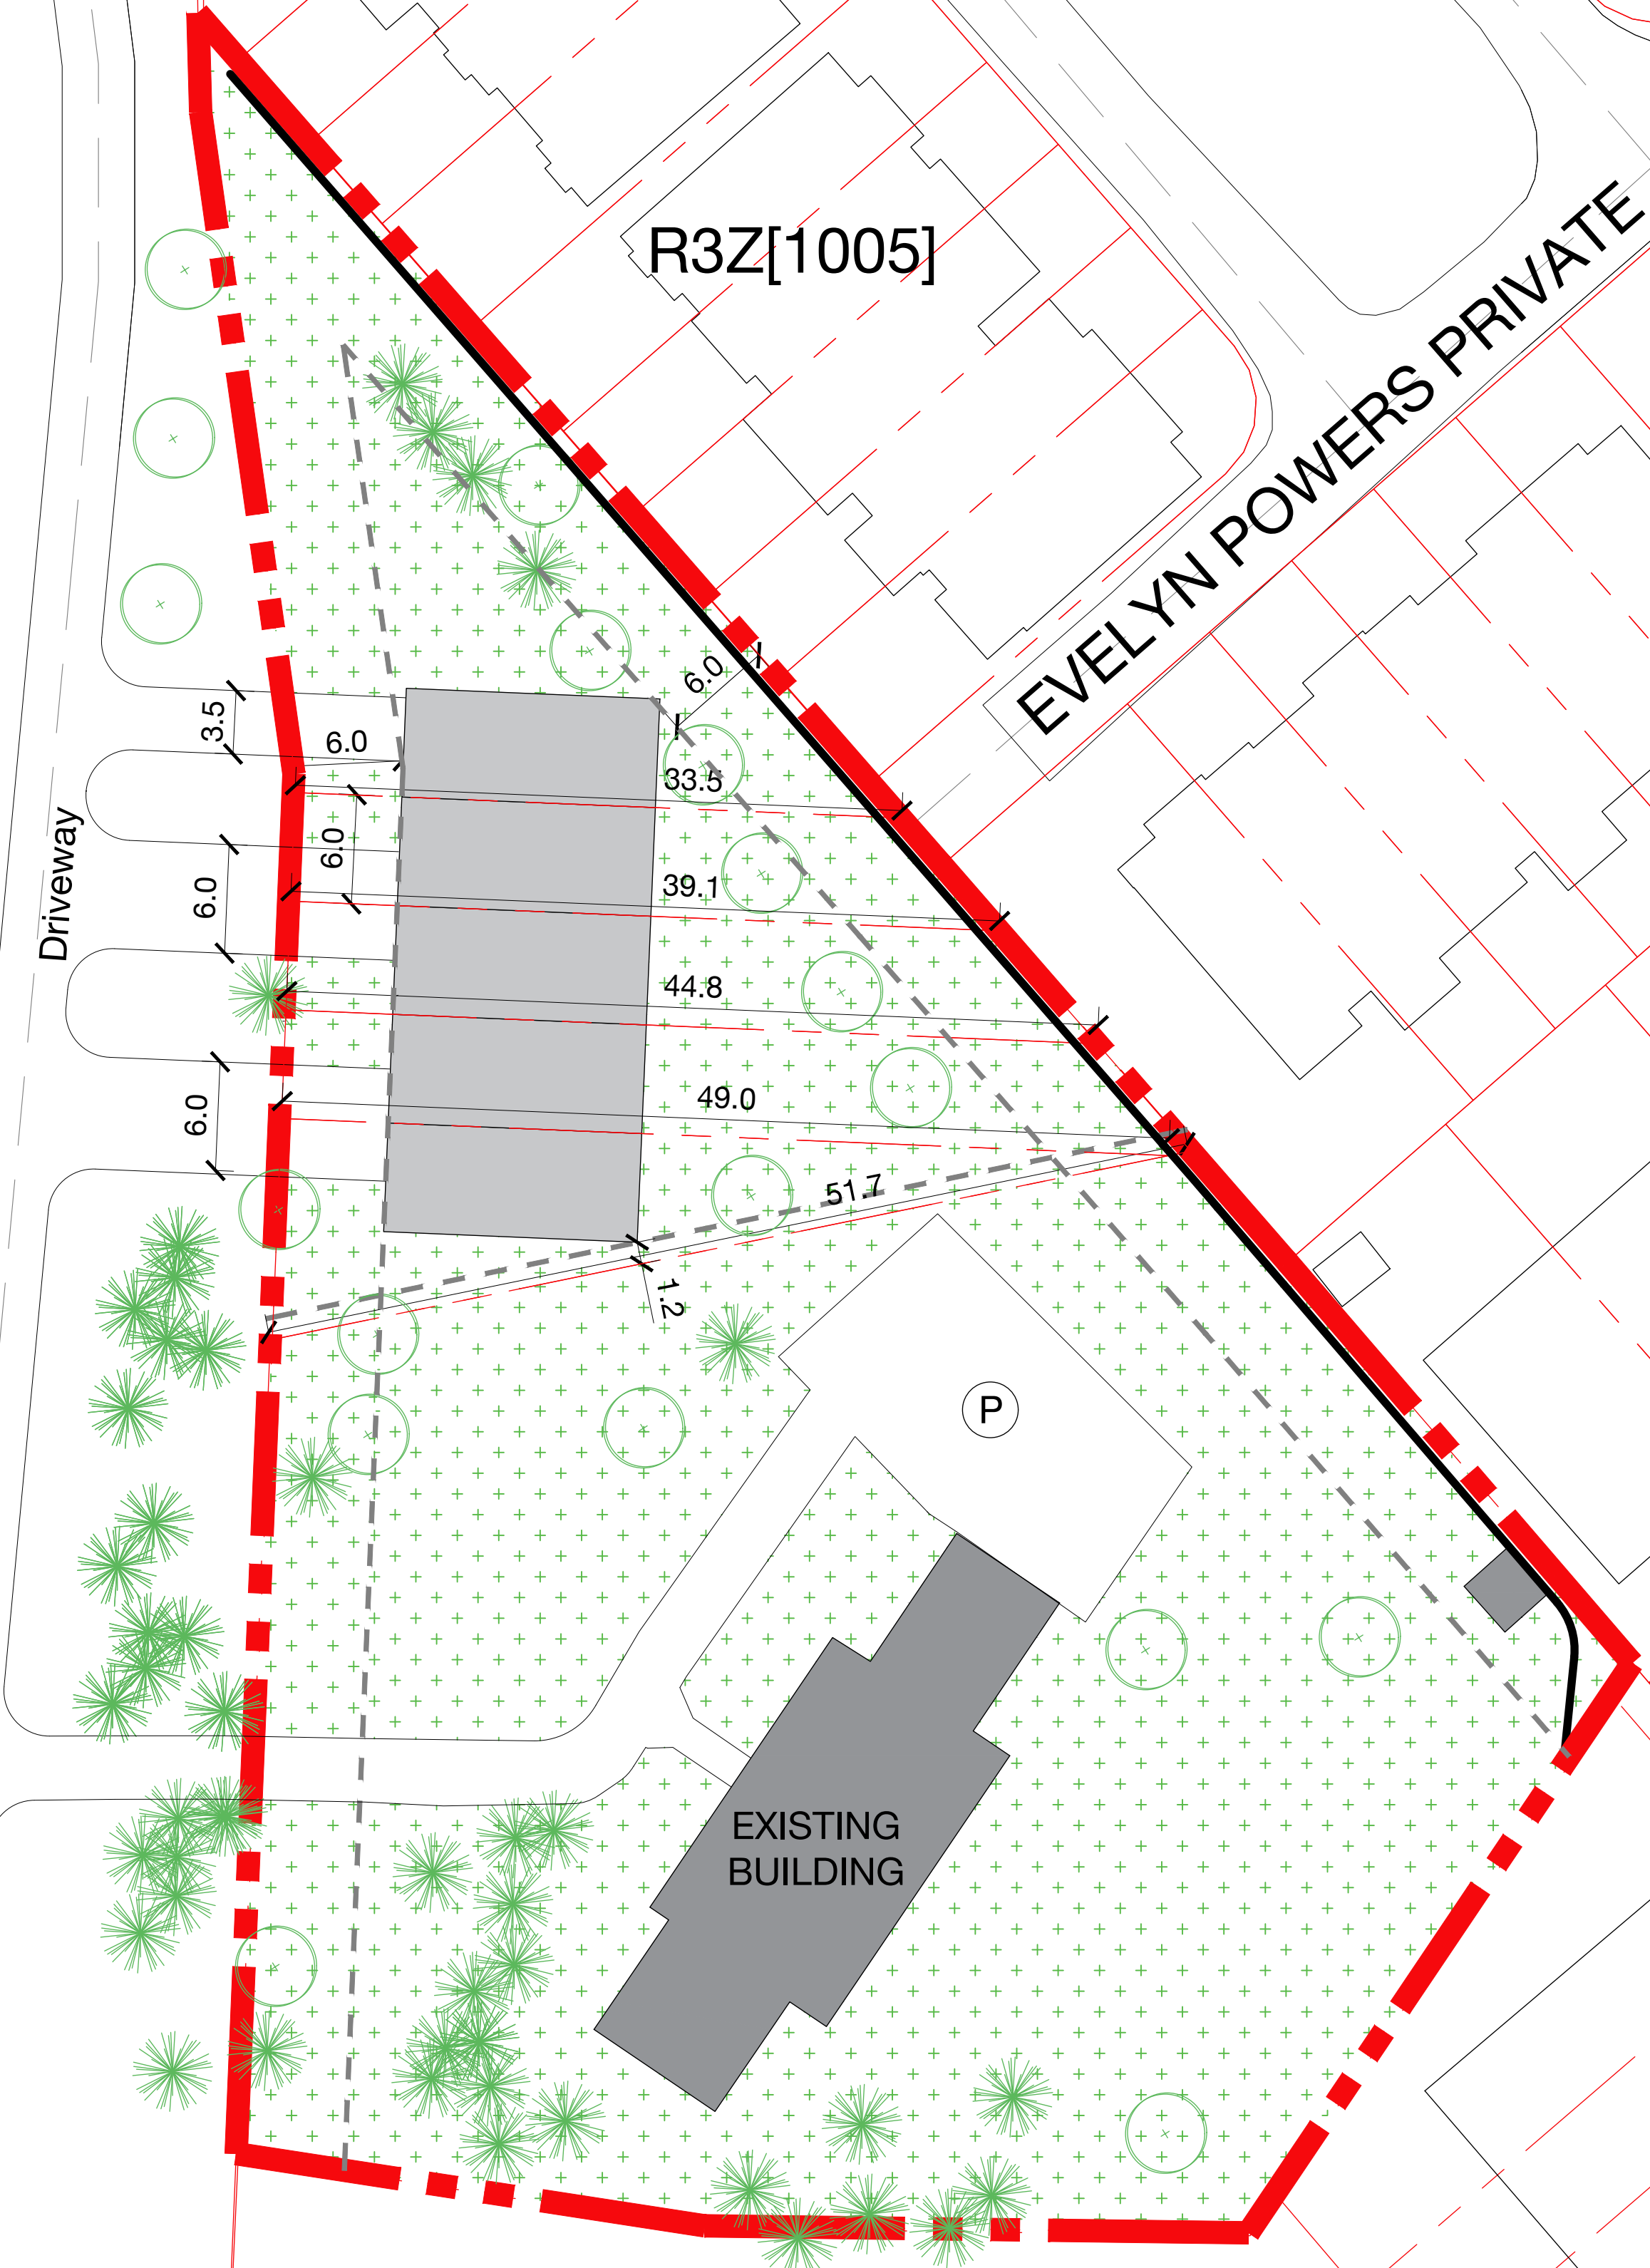 R3Z[1005]
EVELYN POWERS PRIVATE
6.0
3.5
6.0
33.5
6.0
Driveway
6.0
39.1
44.8
6.0
49.0
51.7
1.2
P
EXISTING
BUILDING